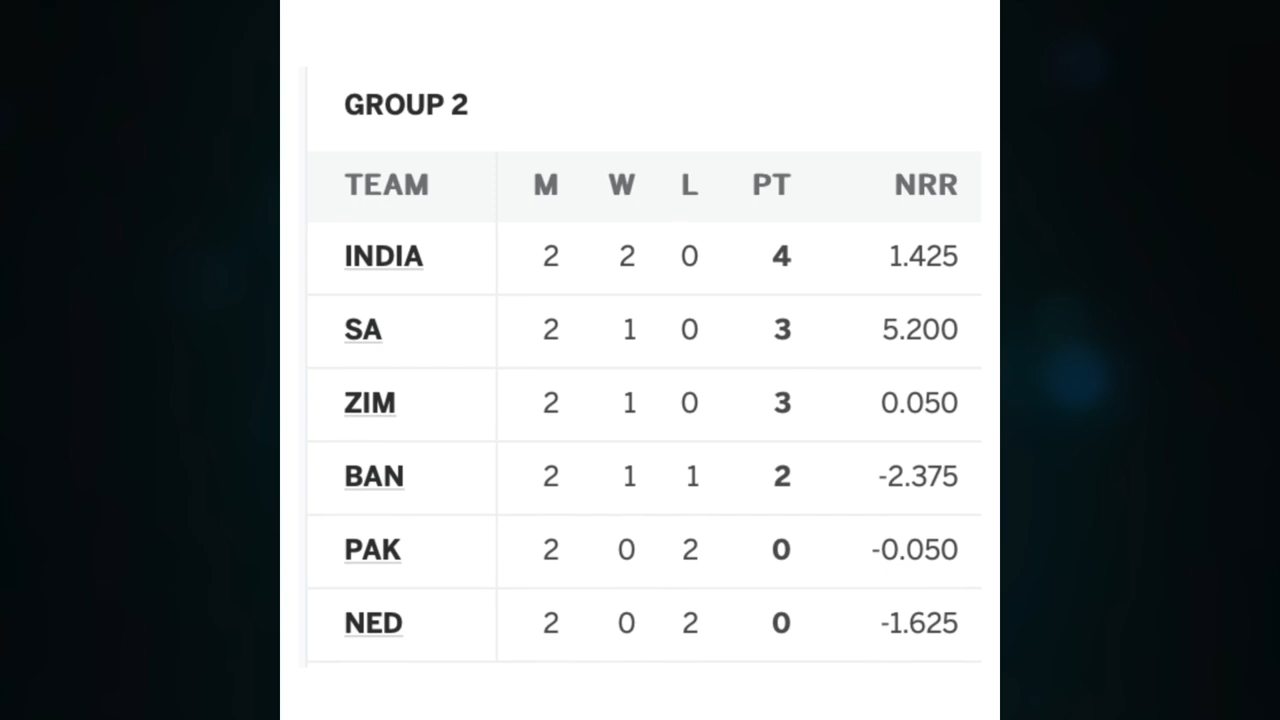 GROUP 2
TEAM M W L PT NRR
INDIA 2 2 0 4 1.425
SA 2 1 0 3 5.200
ZIM 2 1 0 3 0.050
BAN 2 1 1 2 -2.375
PAK 2 0 2 0 -0.050
NED 2 0 2 0 -1.625